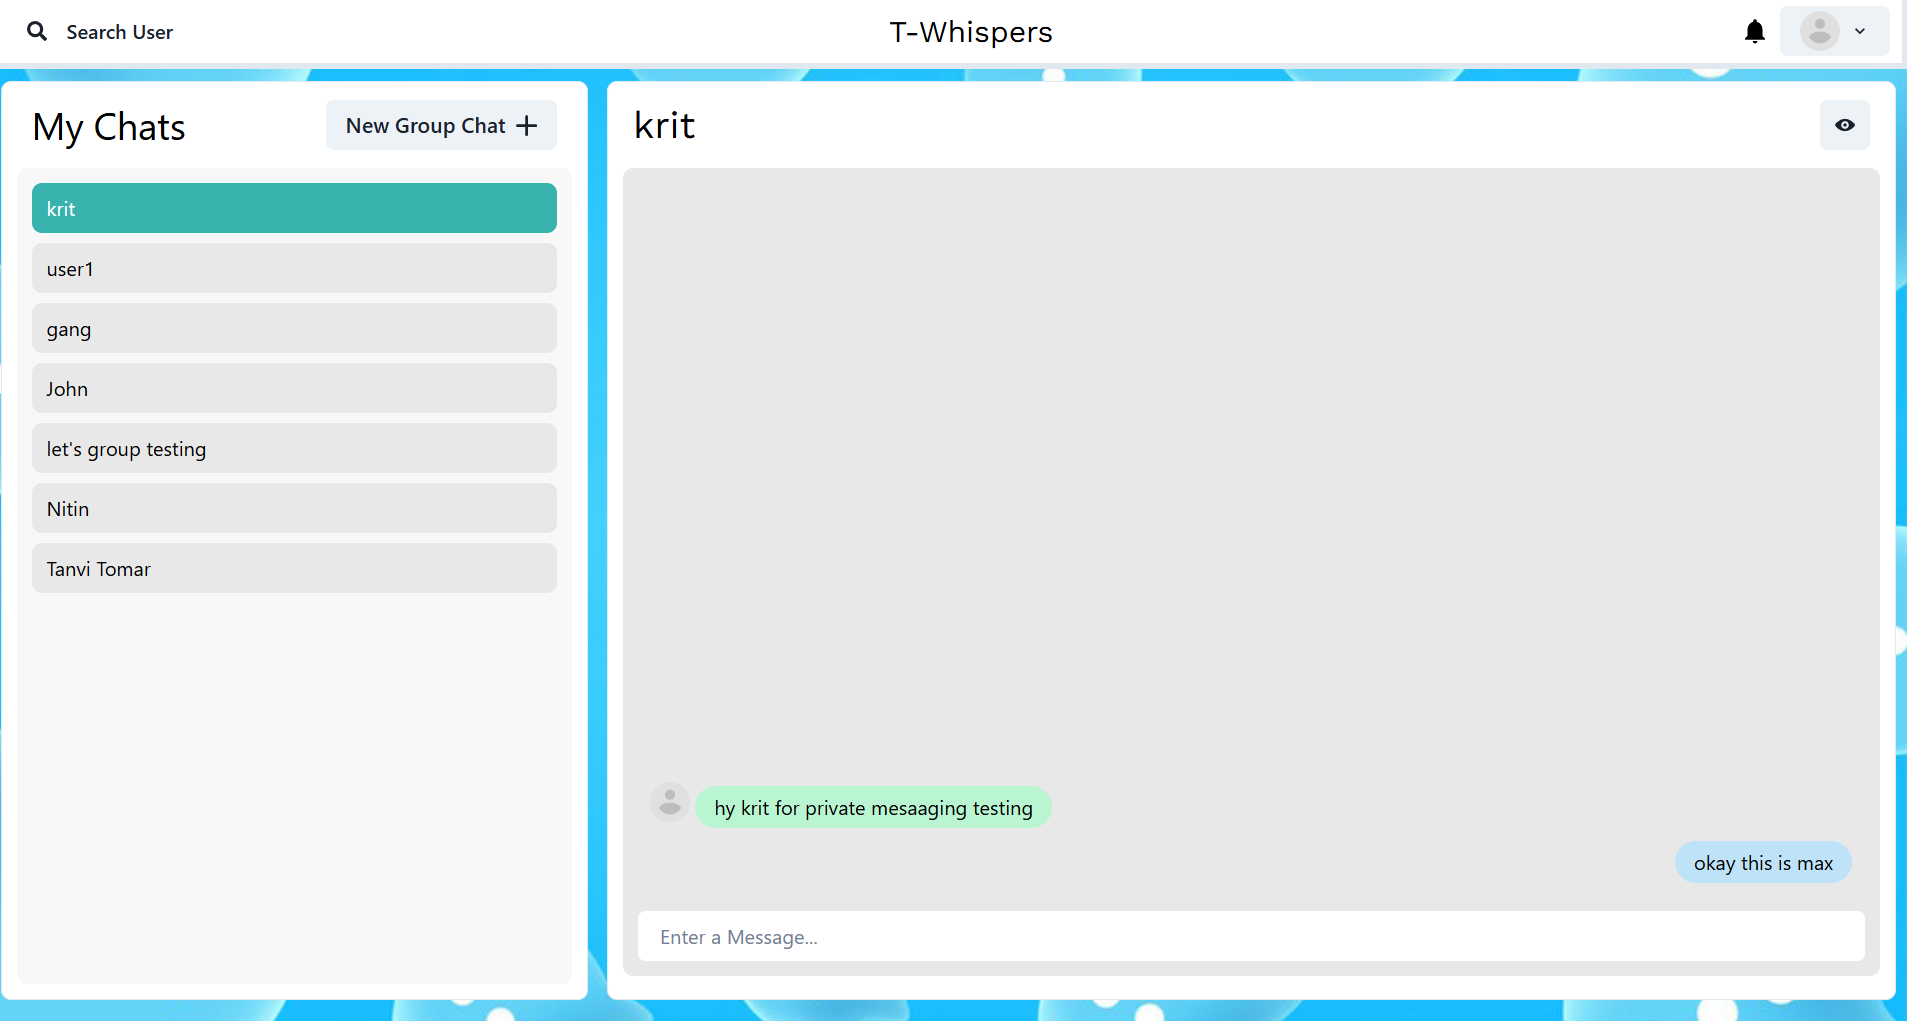 Search User
T-Whispers
My Chats
New Group Chat
krit
user1
gang
John
let's group testing
Nitin
Tanvi Tomar
krit
hy krit for private mesaaging testing
okay this is max
Enter a Message...